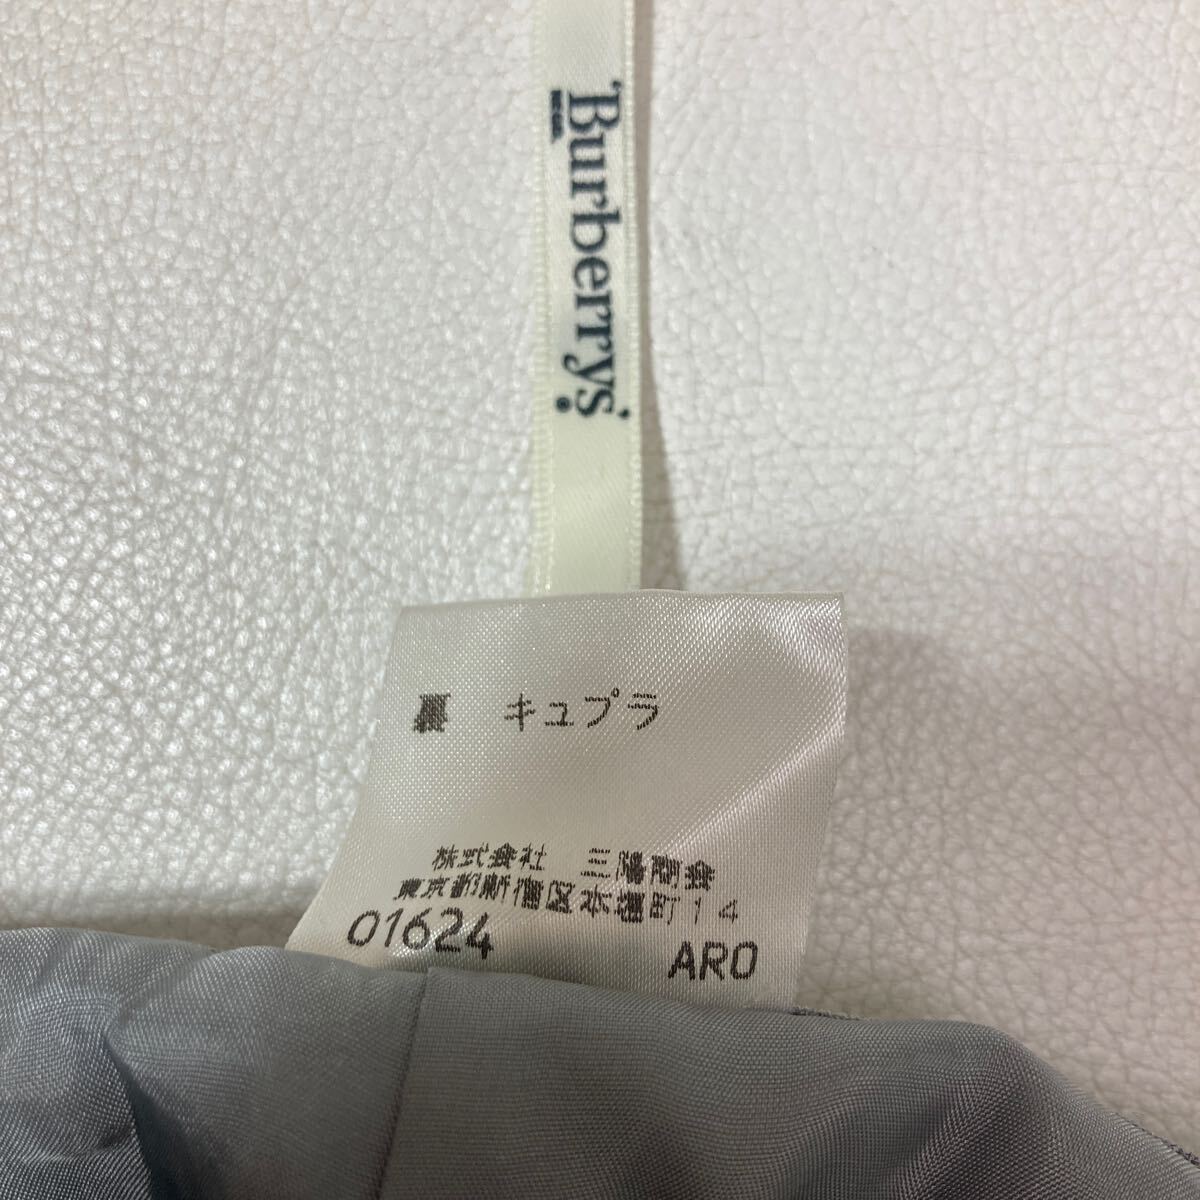 Burberrys
裏 キュプラ
株式会社 三陽商会
東京都新宿区本塩町14
01624 ARO